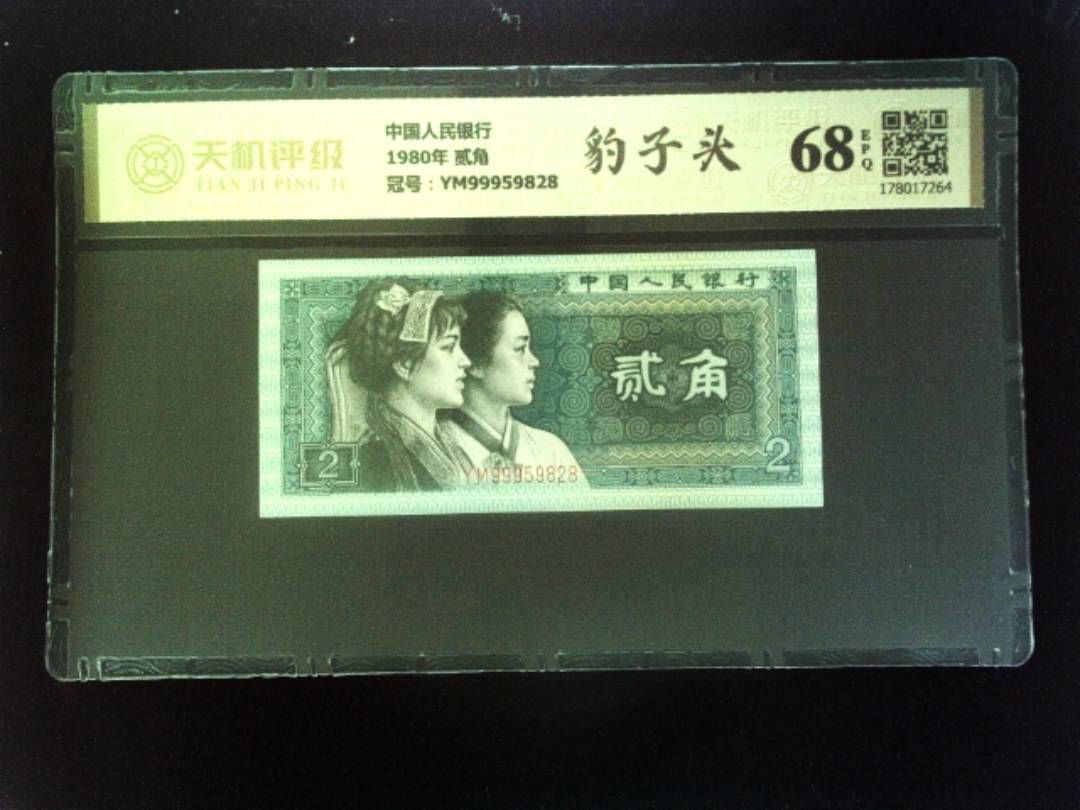 天机评级
TIAN JI PING JI
中国人民银行
1980年 贰角
冠号：YM99959828
豹子头
68
EPQ
178017264
中国人民银行
贰角
2
2
YM99959828